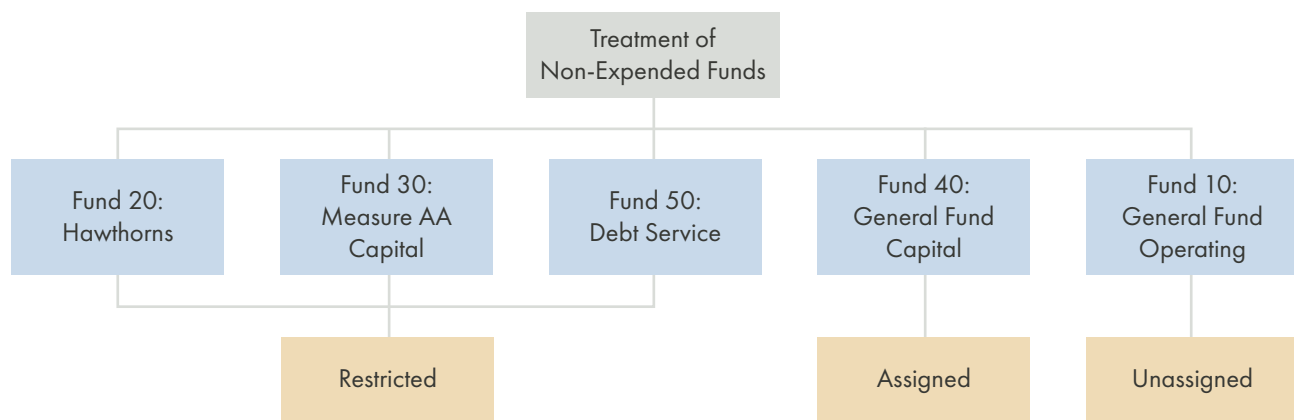 Treatment of
Non-Expended Funds
Fund 20:
Hawthorns
Fund 30:
Measure AA
Capital
Fund 50:
Debt Service
Fund 40:
General Fund
Capital
Fund 10:
General Fund
Operating
Restricted
Assigned
Unassigned